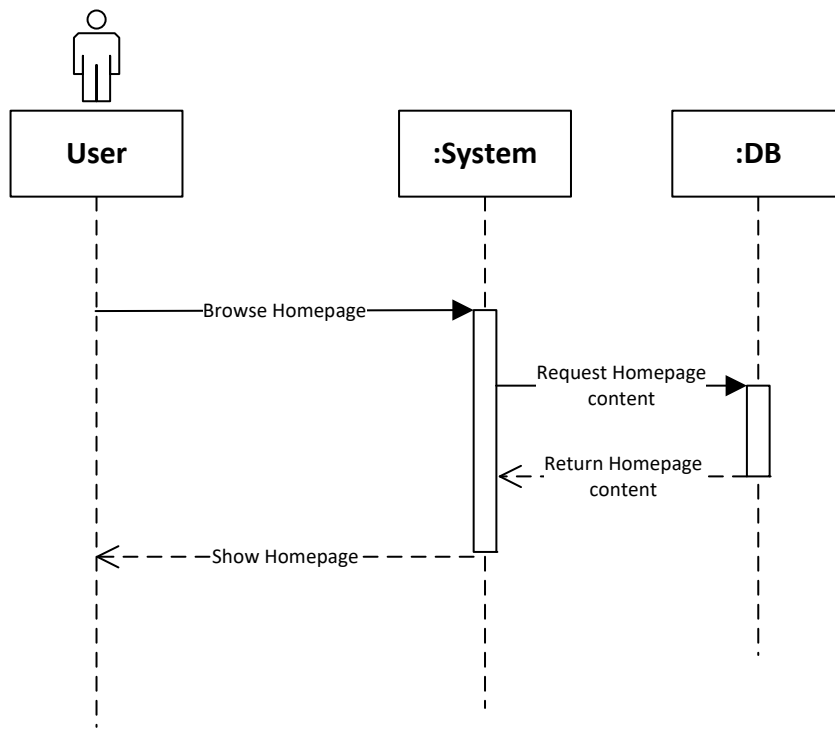 User
:System
:DB
Browse Homepage
Request Homepage
content
Return Homepage
content
Show Homepage